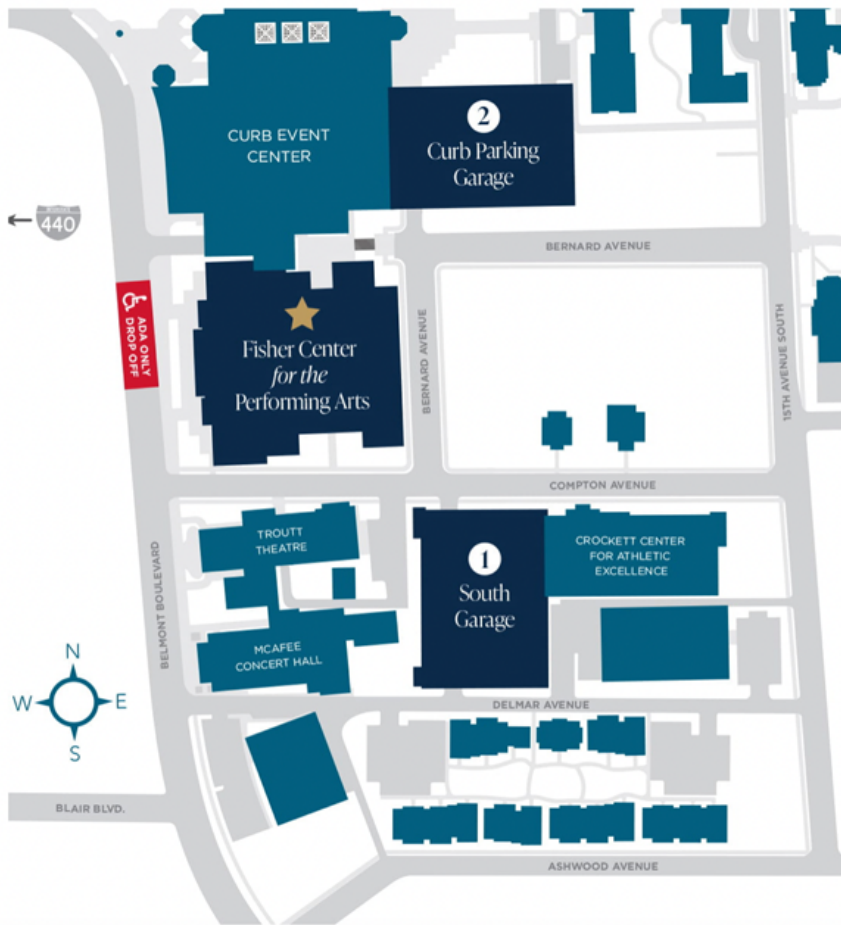 CURB EVENT
CENTER
2
Curb Parking
Garage
440
BERNARD AVENUE
ADA ONLY
DROP OFF
Fisher Center
for the
Performing Arts
BERNARD AVENUE
15TH AVENUE SOUTH
COMPTON AVENUE
TROUTT
THEATRE
1
South
Garage
CROCKETT CENTER
FOR ATHLETIC
EXCELLENCE
BELMONT BOULEVARD
MCAFEE
CONCERT HALL
N
W
E
S
DELMAR AVENUE
BLAIR BLVD.
ASHWOOD AVENUE